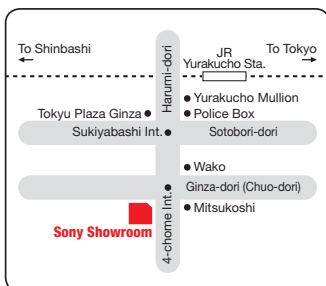 To Shinbashi
JR
Yurakucho Sta.
To Tokyo
Harumi-dori
Yurakucho Mullion
Tokyu Plaza Ginza
Police Box
Sukiyabashi Int.
Sotobori-dori
Wako
Ginza-dori (Chuo-dori)
4-chome Int.
Mitsukoshi
Sony Showroom